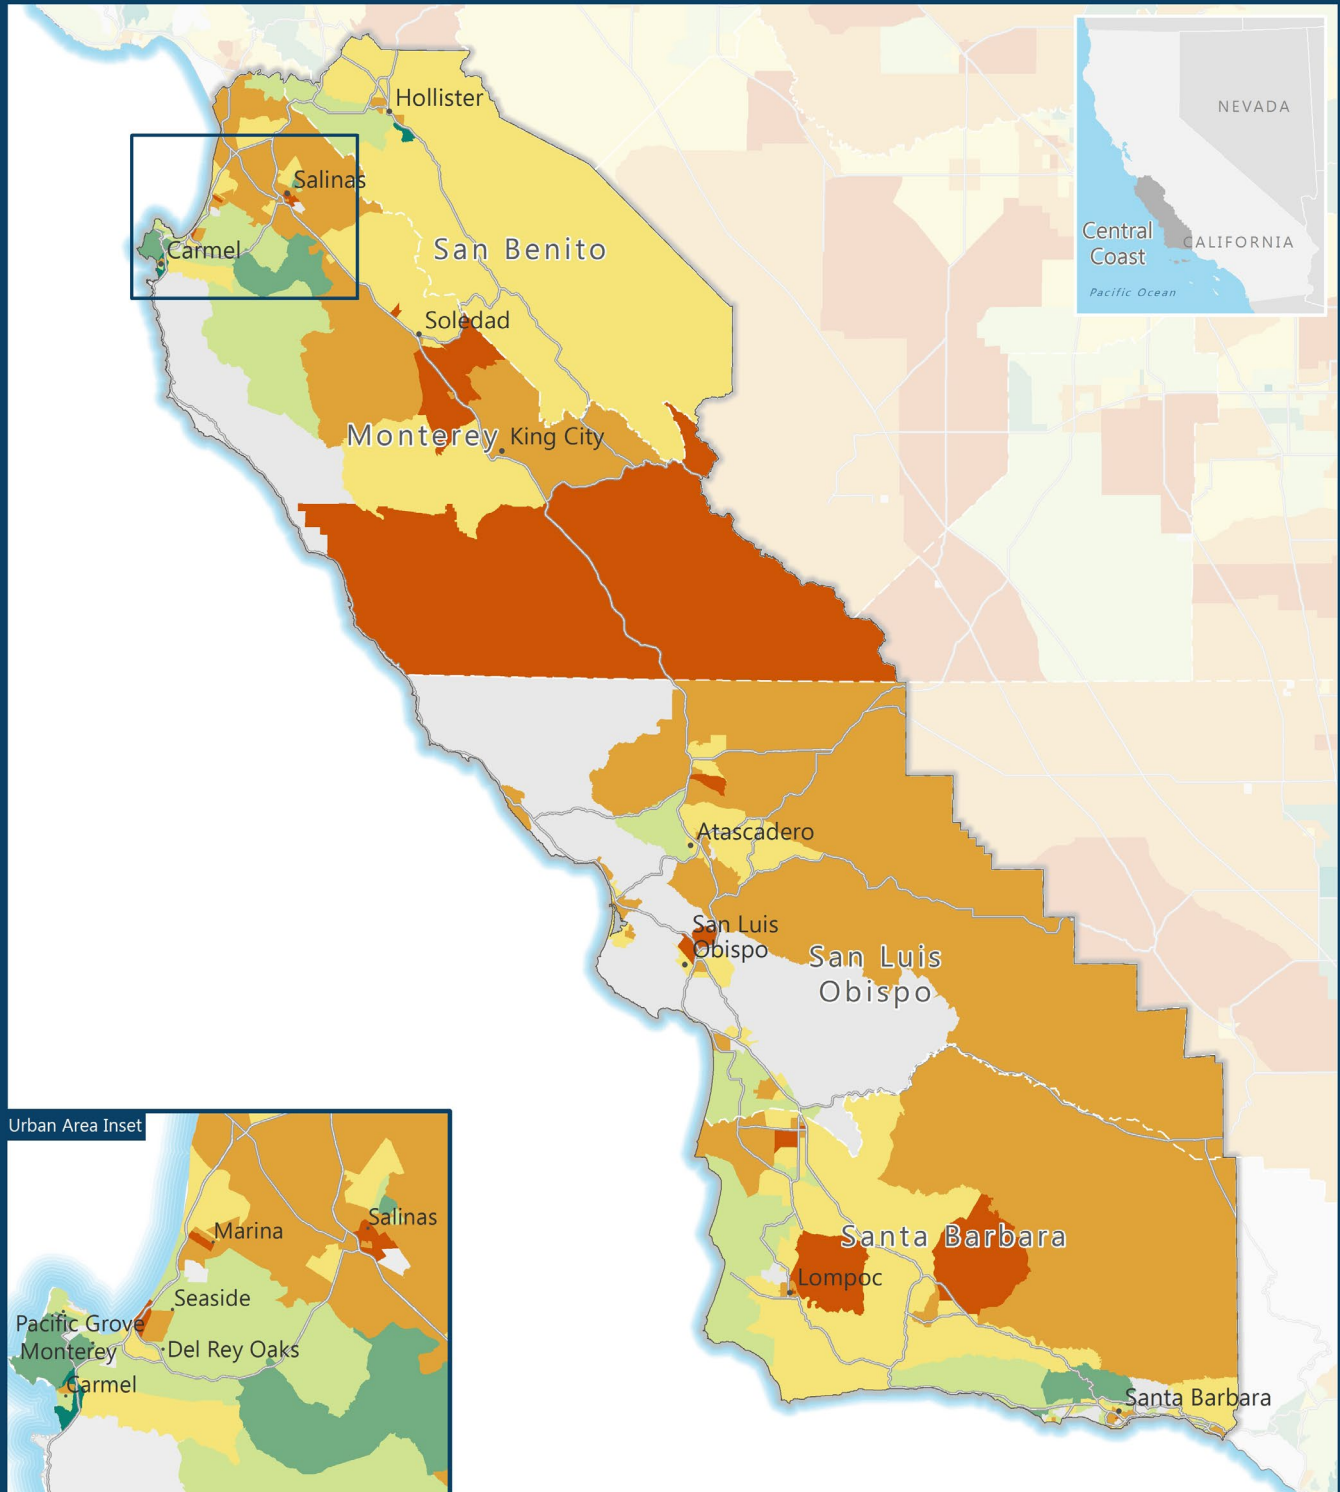 Hollister
NEVADA
Salinas
Central
Coast
CALIFORNIA
Pacific Ocean
Carmel
San Benito
Soledad
Monterey
King City
Atascadero
San Luis
Obispo
San Luis
Obispo
Urban Area Inset
Marina
Salinas
Seaside
Pacific Grove
Monterey
Del Rey Oaks
Carmel
Santa Barbara
Lompoc
Santa Barbara